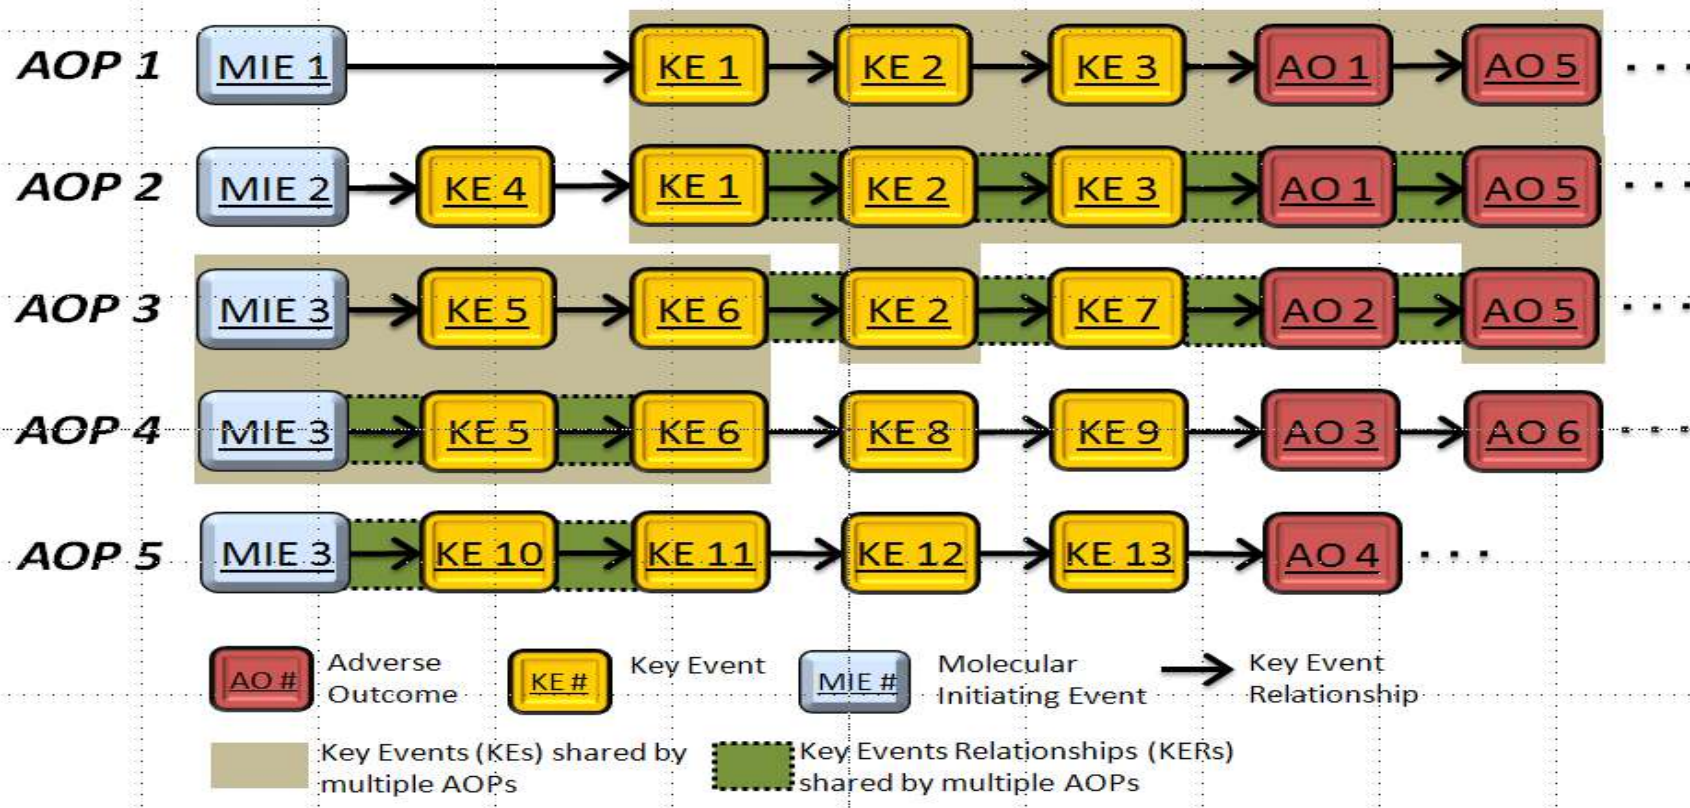 AOP 1 MIE 1 KE 1 KE 2 KE 3 AO 1 AO 5 ...
AOP 2 MIE 2 KE 4 KE 1 KE 2 KE 3 AO 1 AO 5 ...
AOP 3 MIE 3 KE 5 KE 6 KE 2 KE 7 AO 2 AO 5 ...
AOP 4 MIE 3 KE 5 KE 6 KE 8 KE 9 AO 3 AO 6 ...
AOP 5 MIE 3 KE 10 KE 11 KE 12 KE 13 AO 4 ...
AO #
Adverse
Outcome
KE #
Key Event
MIE #
Molecular
Initiating Event
Key Event
Relationship
Key Events (KEs) shared by
multiple AOPs
Key Events Relationships (KERs)
shared by multiple AOPs